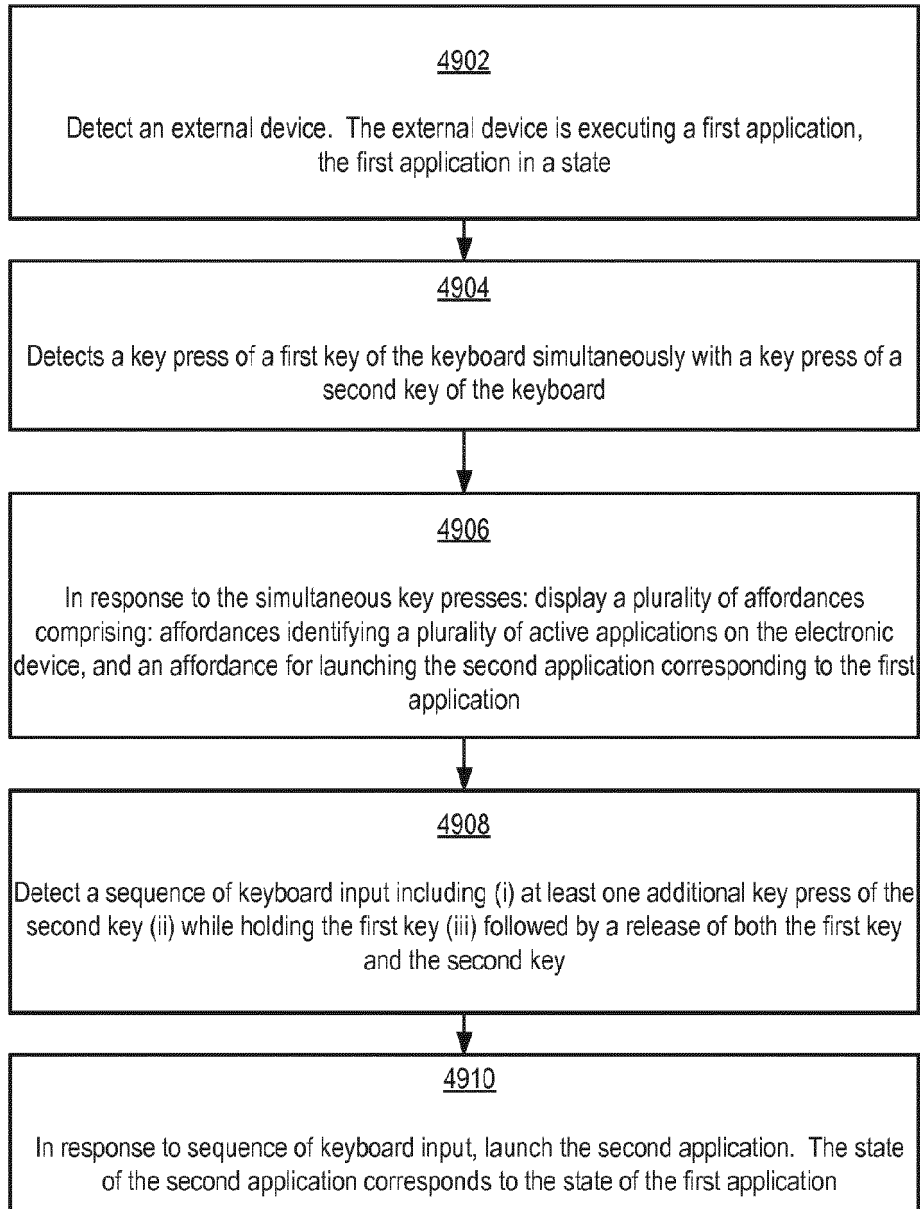 4902
Detect an external device. The external device is executing a first application,
the first application in a state
4904
Detects a key press of a first key of the keyboard simultaneously with a key press of a
second key of the keyboard
4906
In response to the simultaneous key presses: display a plurality of affordances
comprising: affordances identifying a plurality of active applications on the electronic
device, and an affordance for launching the second application corresponding to the first
application
4908
Detect a sequence of keyboard input including (i) at least one additional key press of the
second key (ii) while holding the first key (iii) followed by a release of both the first key
and the second key
4910
In response to sequence of keyboard input, launch the second application. The state
of the second application corresponds to the state of the first application